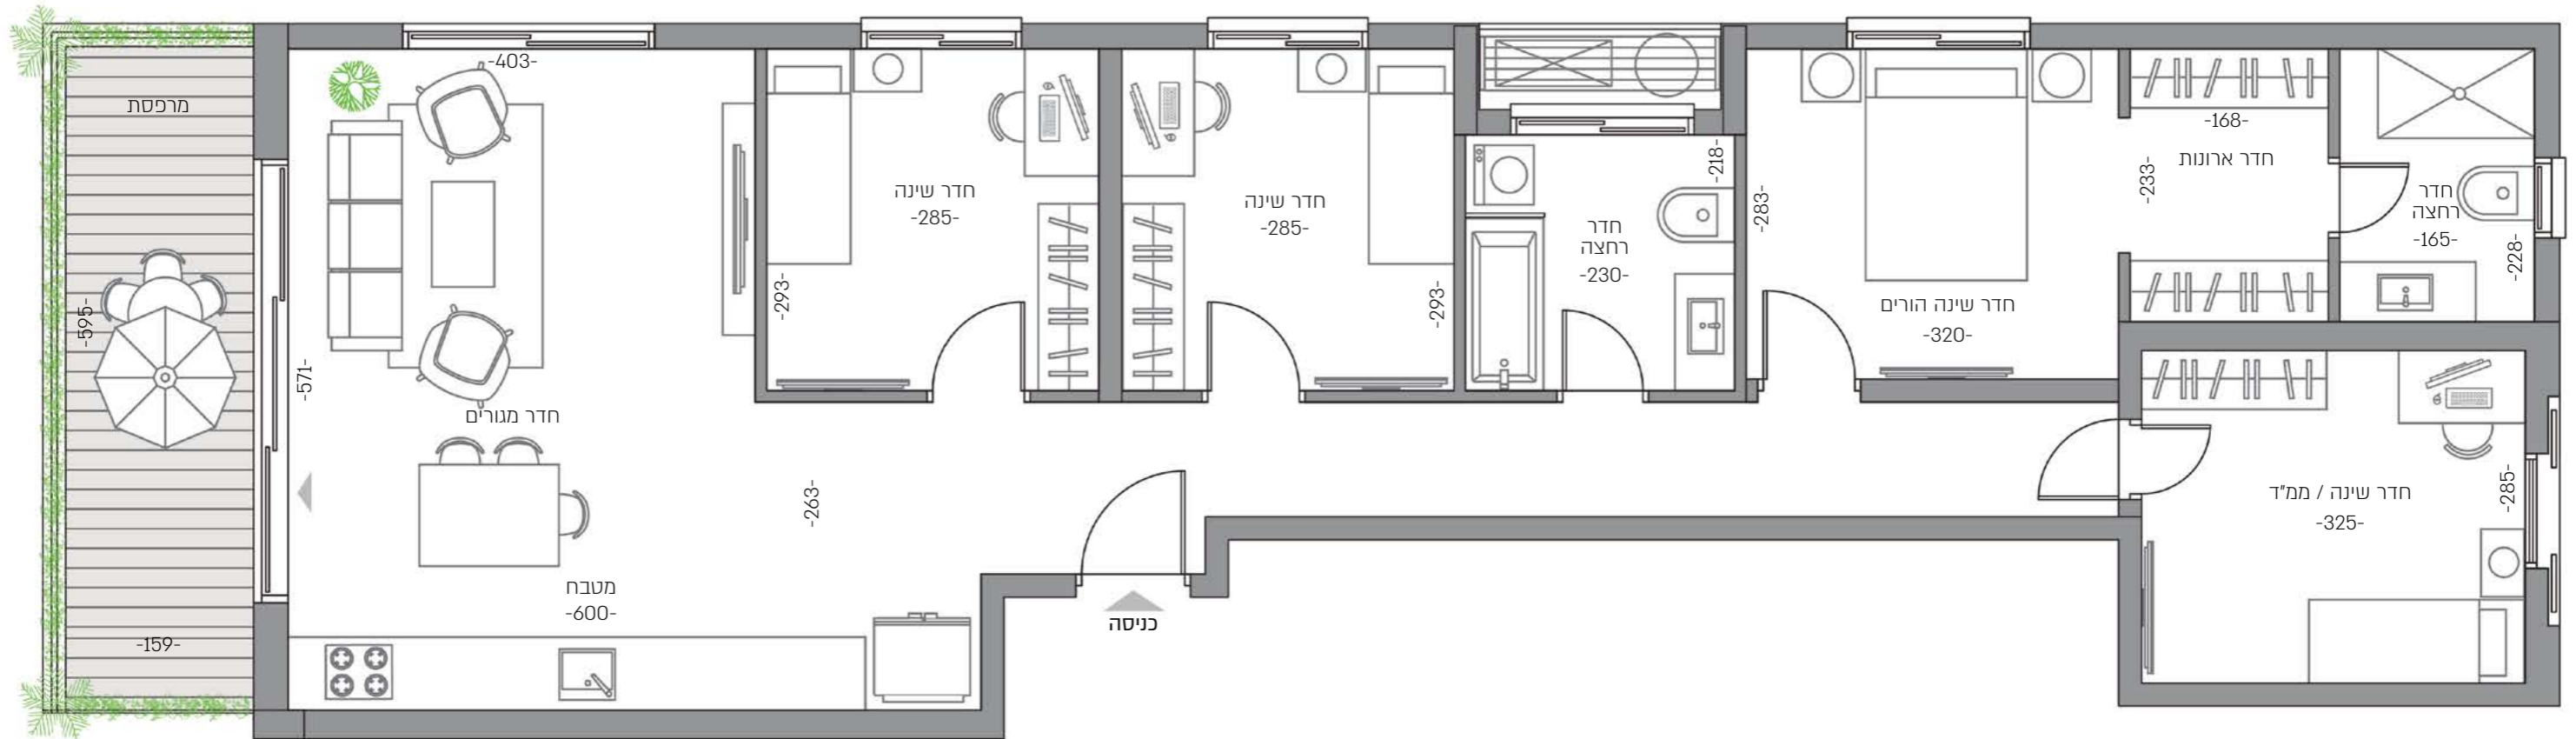 מרפסת
-595-
-159-
-403-
-571-
חדר מגורים
-263-
מטבח
-600-
חדר שינה
-285-
-293-
חדר שינה
-285-
-293-
חדר
רחצה
-230-
-218-
-283-
חדר שינה הורים
-320-
-168-
חדר ארונות
-233-
חדר
רחצה
-165-
-228-
חדר שינה / ממ"ד
-325-
-285-
כניסה